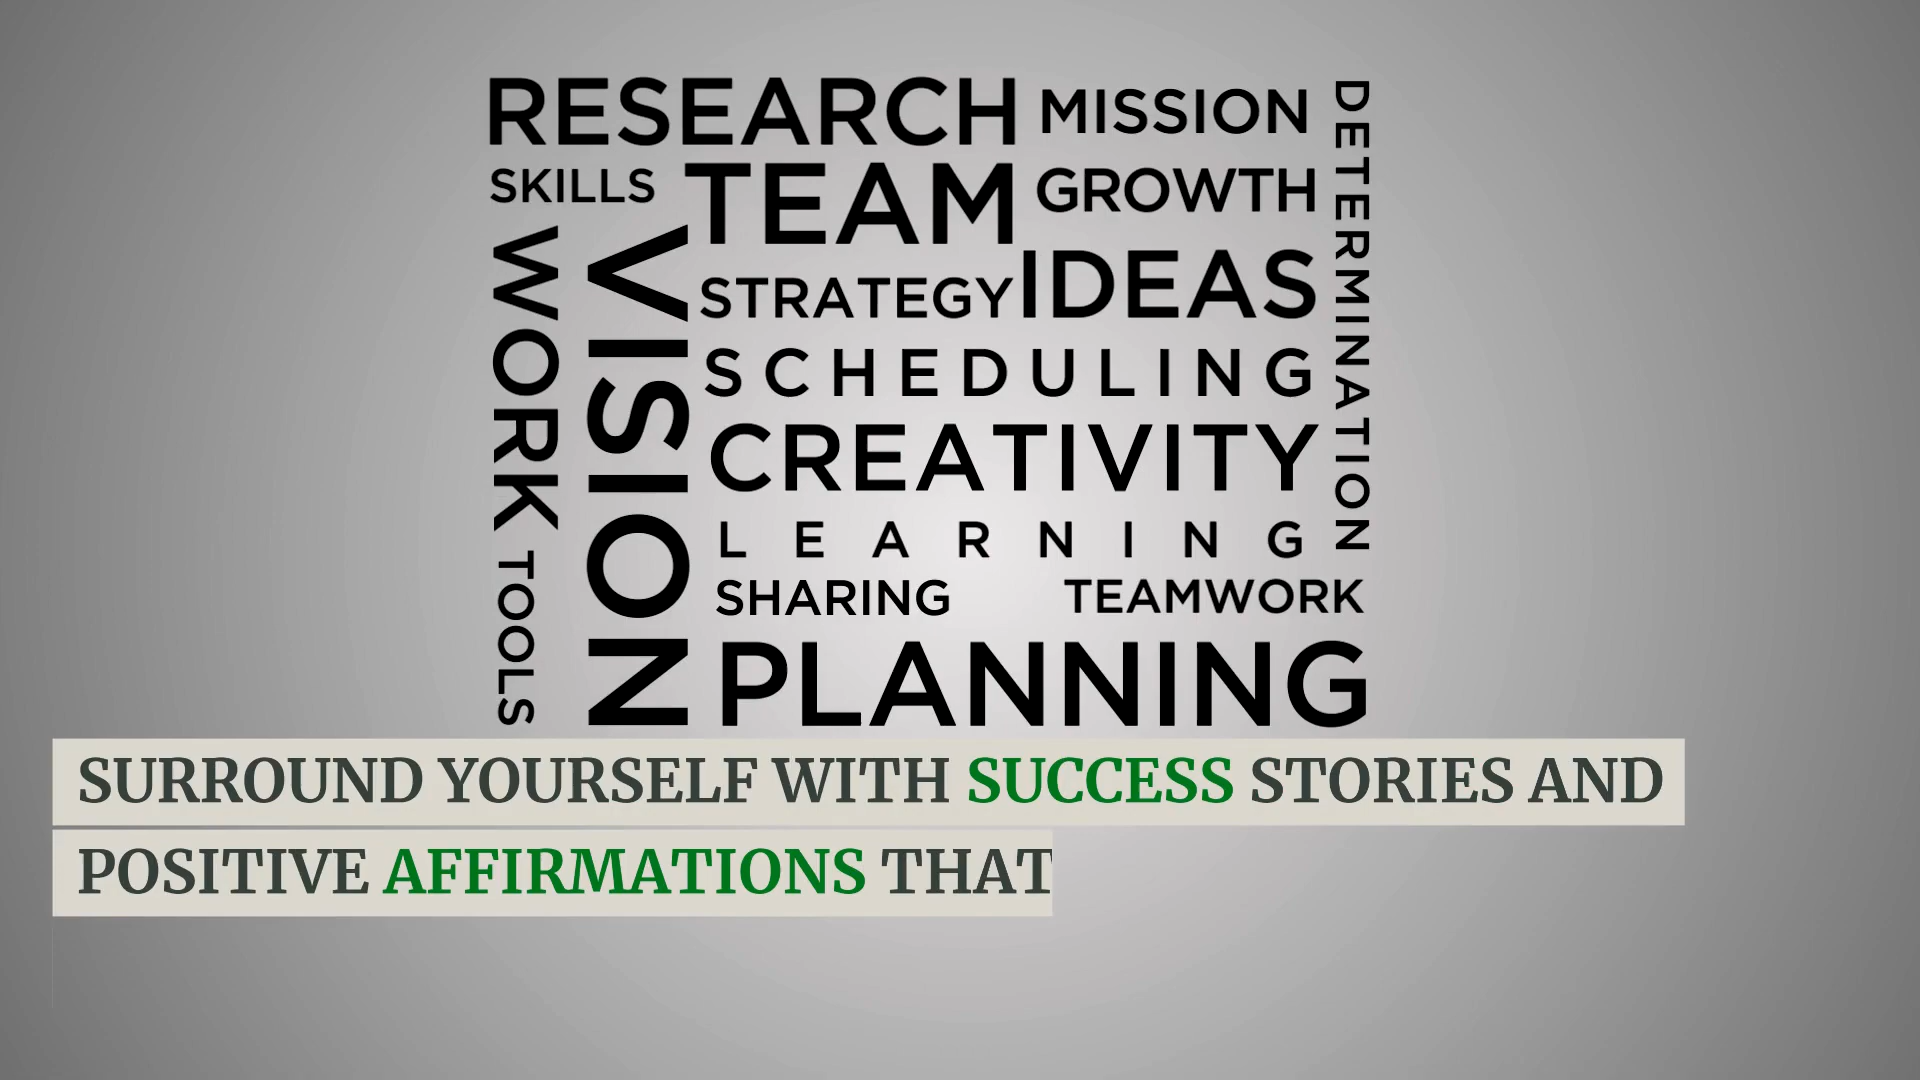 RESEARCH MISSION
DETERMINATION
SKILLS TEAM GROWTH
WORK
VISION
STRATEGY IDEAS
SCHEDULING
CREATIVITY
LEARNING
TOOLS
SHARING TEAMWORK
PLANNING
SURROUND YOURSELF WITH SUCCESS STORIES AND
POSITIVE AFFIRMATIONS THAT